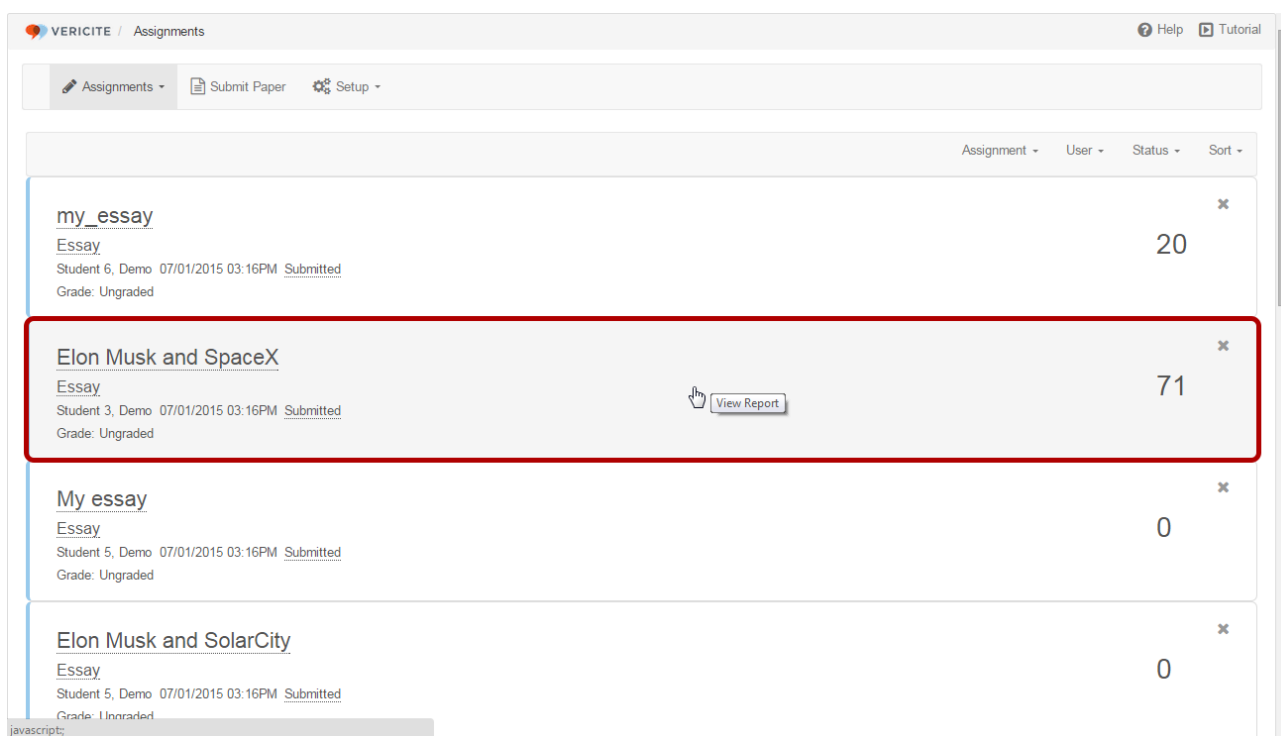 VERICITE / Assignments Help Tutorial
Assignments Submit Paper Setup
Assignment User Status Sort
my_essay
20
Essay
Student 6, Demo 07/01/2015 03:16PM Submitted
Grade: Ungraded
Elon Musk and SpaceX
71
Essay
View Report
Student 3, Demo 07/01/2015 03:16PM Submitted
Grade: Ungraded
My essay
0
Essay
Student 5, Demo 07/01/2015 03:16PM Submitted
Grade: Ungraded
Elon Musk and SolarCity
0
Essay
Student 5, Demo 07/01/2015 03:16PM Submitted
Grade: Ungraded
javascript:;